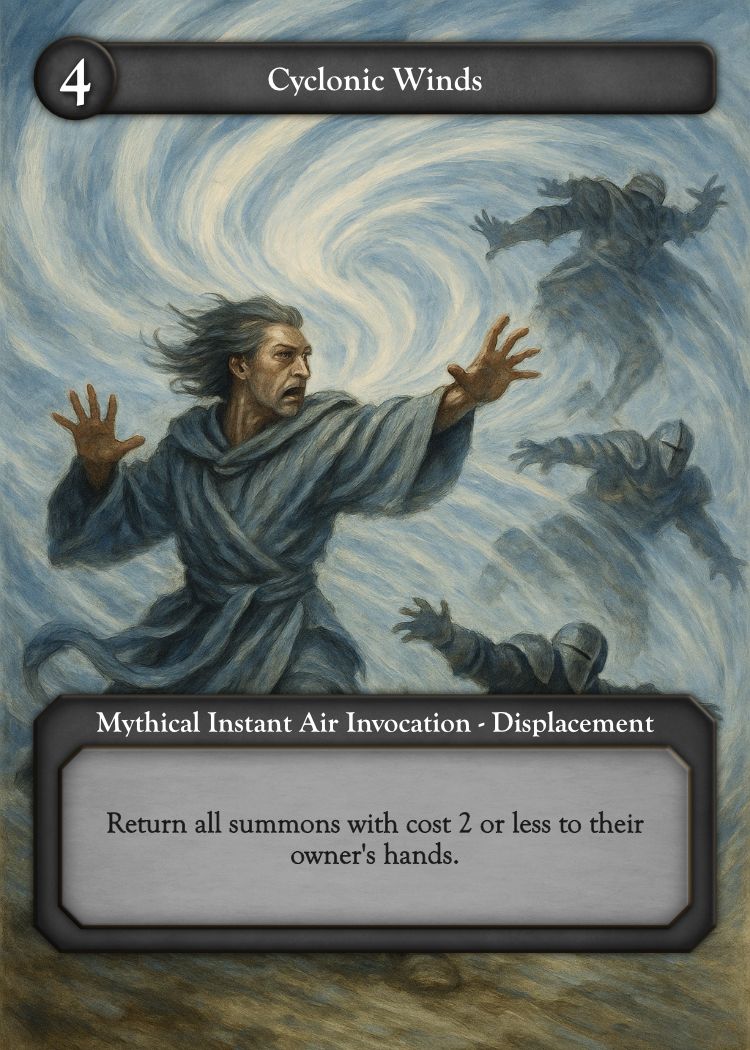 4
Cyclonic Winds
Mythical Instant Air Invocation - Displacement
Return all summons with cost 2 or less to their
owner's hands.